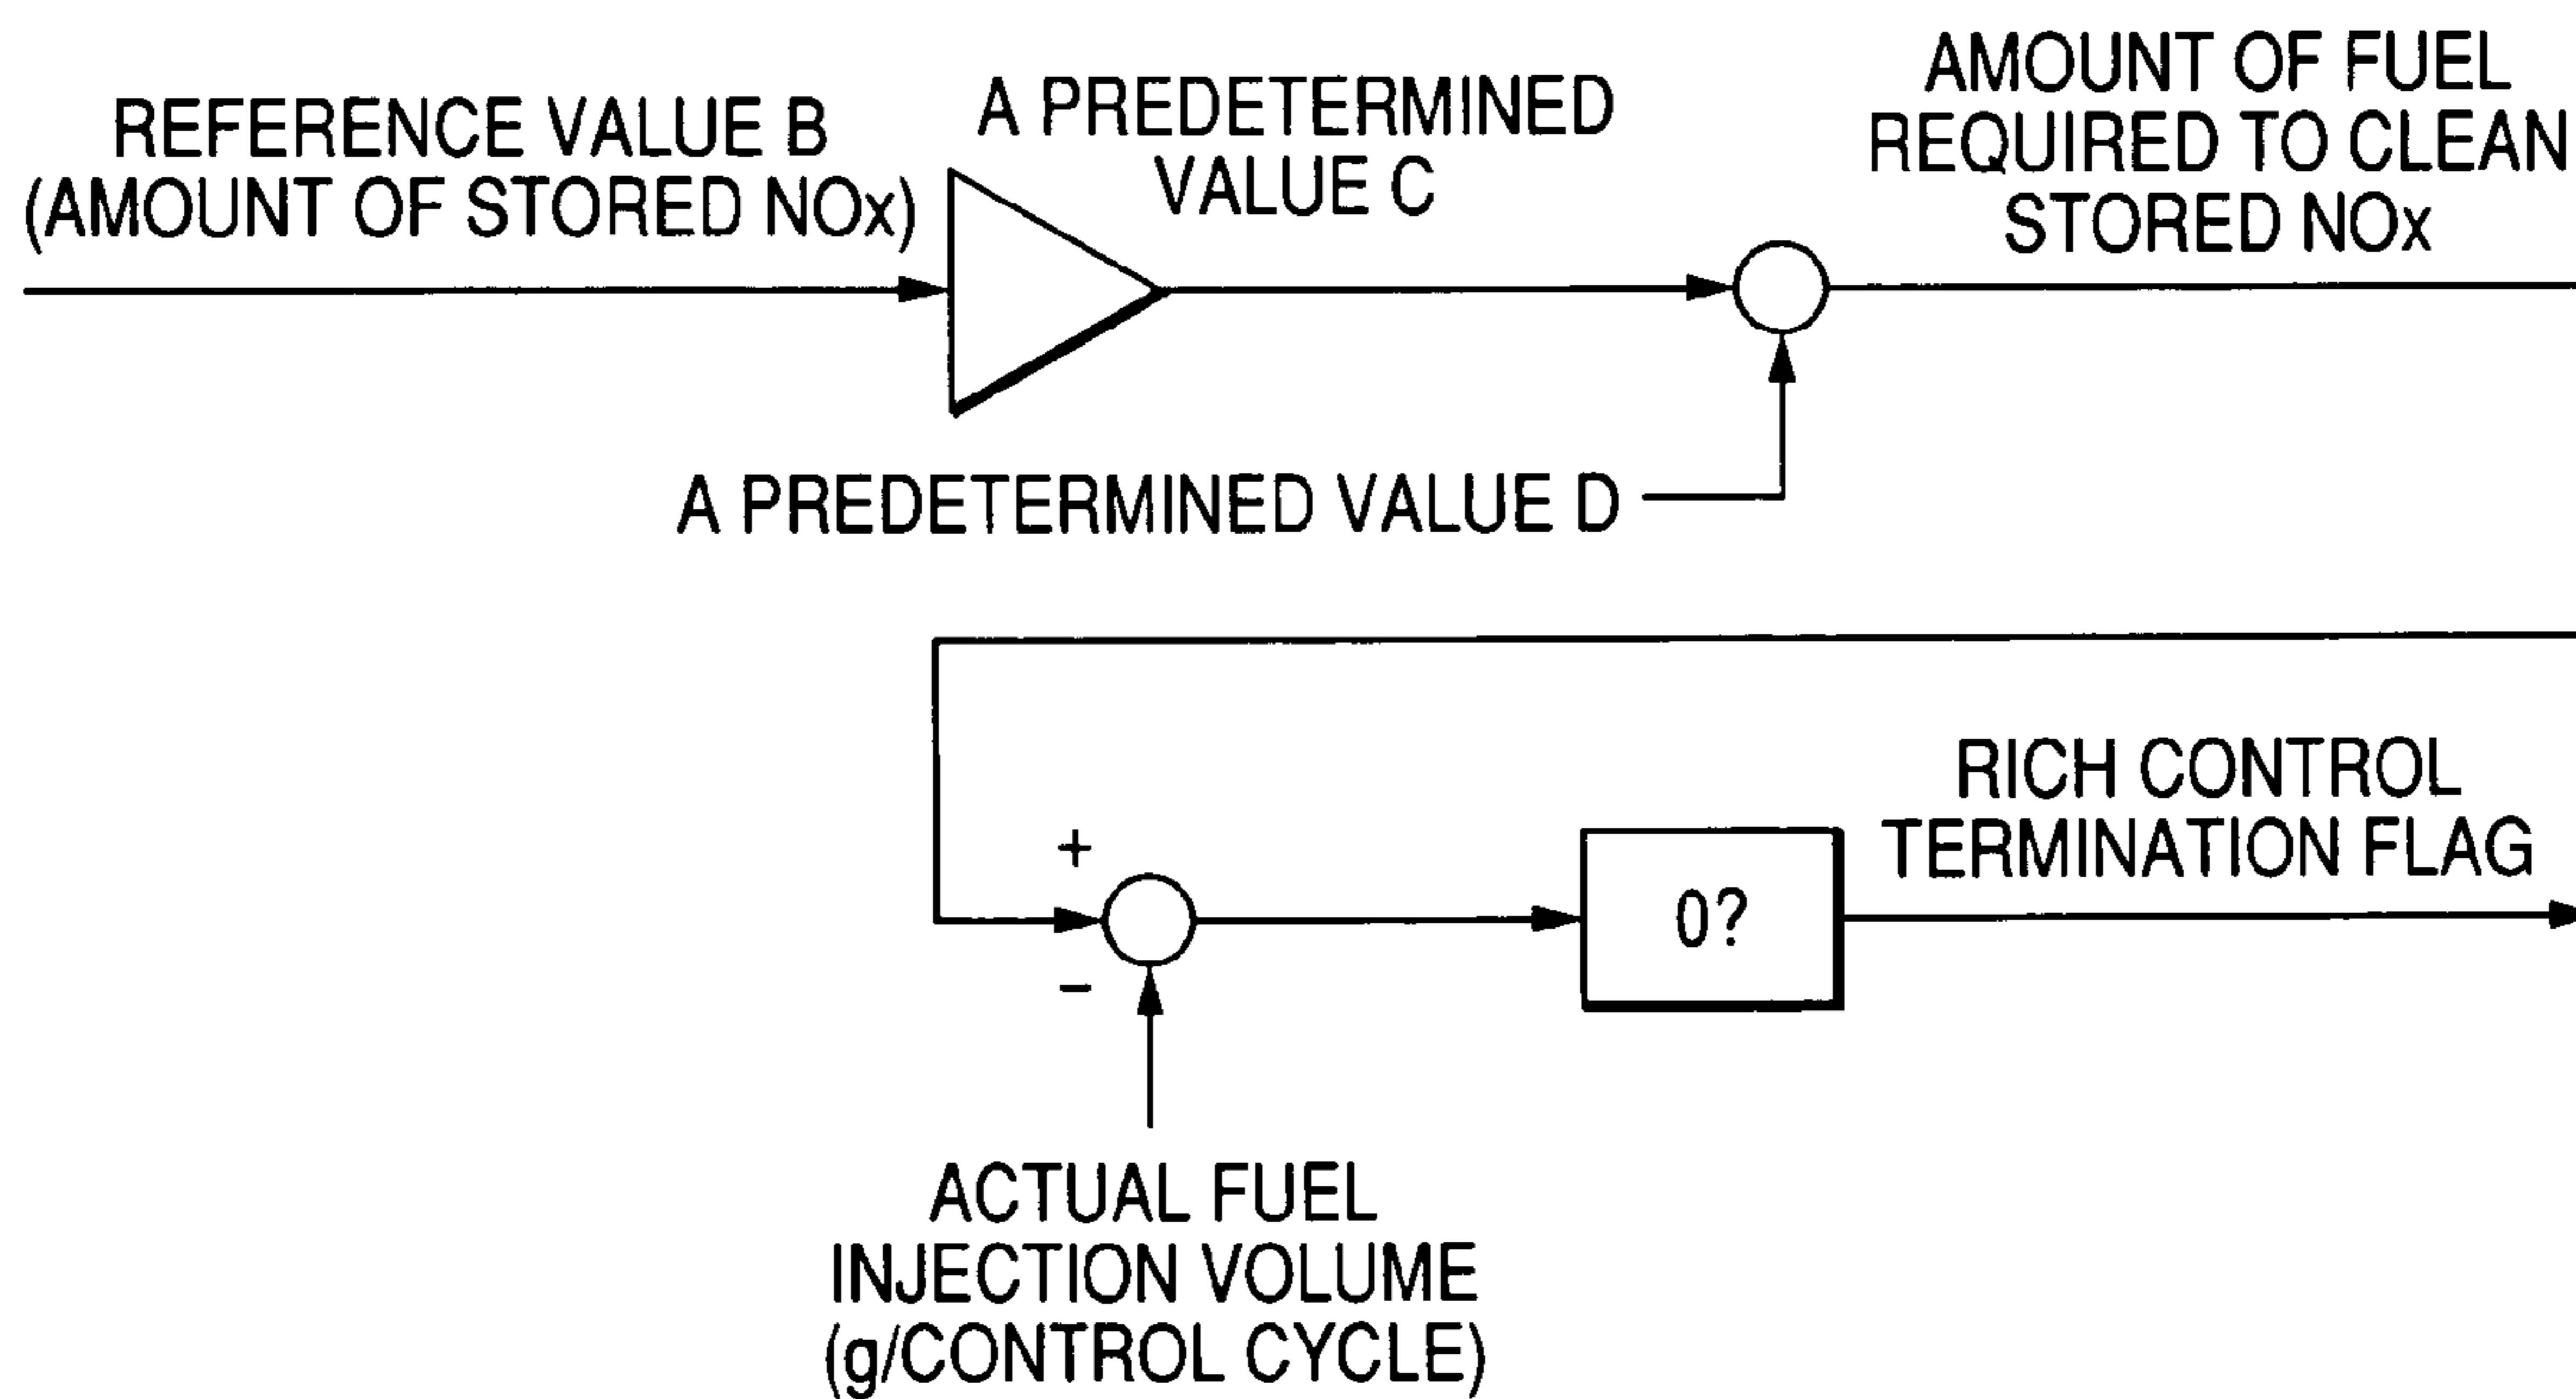 REFERENCE VALUE B
(AMOUNT OF STORED NOx)
A PREDETERMINED
VALUE C
AMOUNT OF FUEL
REQUIRED TO CLEAN
STORED NOx
A PREDETERMINED VALUE D
+
−
0?
RICH CONTROL
TERMINATION FLAG
ACTUAL FUEL
INJECTION VOLUME
(g/CONTROL CYCLE)